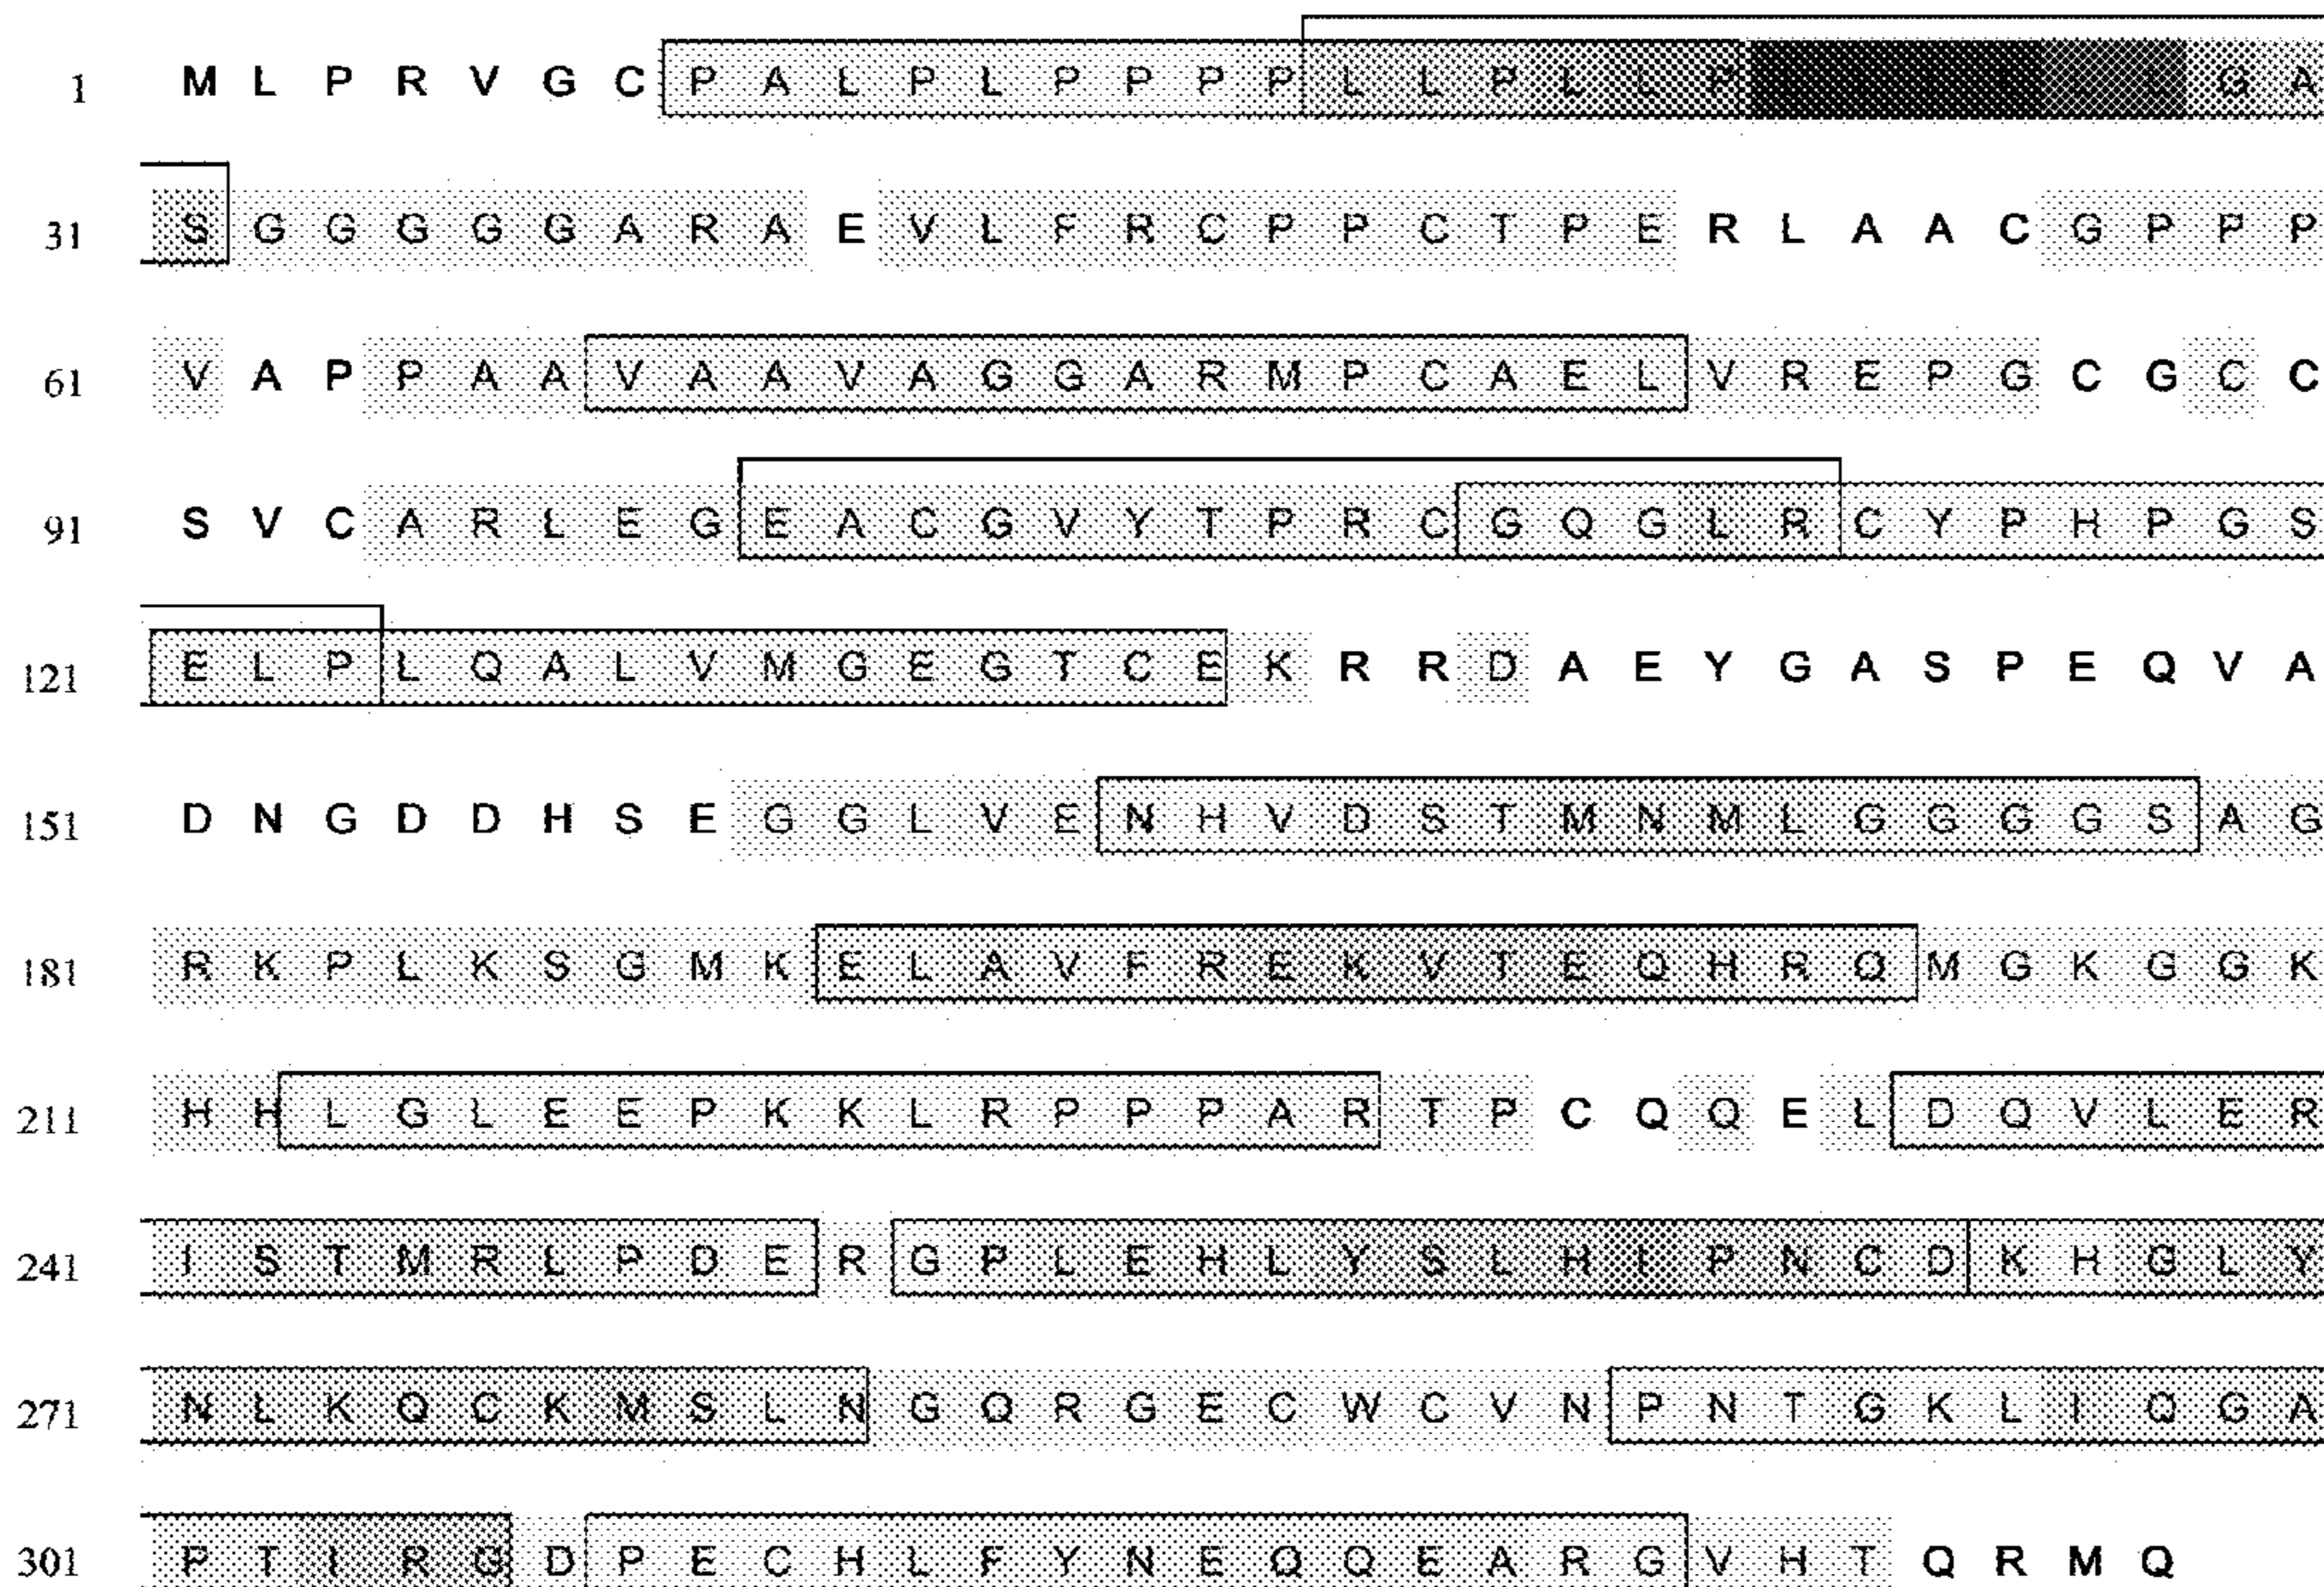 1 M L P R V G C P A L P L P P P P L L P L L P L L G A
31 S G G G G G A R A E V L F R C P P C T P E R L A A C G P P P
61 V A P P A A V A A V A G G A R M P C A E L V R E P G C G C C
91 S V C A R L E G E A C G V Y T P R C G Q G L R C Y P H P G S
121 E L P L Q A L V M G E G T C E K R R D A E Y G A S P E Q V A
151 D N G D D H S E G G L V E N H V D S T M N M L G G G G S A G
181 R K P L K S G M K E L A V F R E K V T E Q H R Q M G K G G K
211 H H L G L E E P K K L R P P P A R T P C Q Q E L D Q V L E R
241 I S T M R L P D E R G P L E H L Y S L H I P N C D K H G L Y
271 N L K Q C K M S L N G Q R G E C W C V N P N T G K L I Q G A
301 P T I R G D P E C H L F Y N E Q Q E A R G V H T Q R M Q